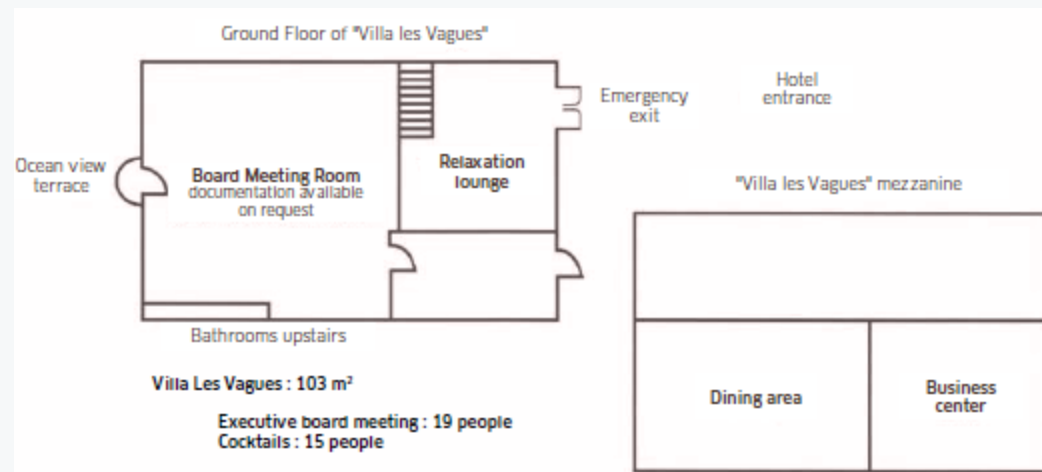 Ground Floor of "Villa les Vagues"
Hotel
entrance
Emergency
exit
Ocean view
terrace
Board Meeting Room
documentation available
on request
Relaxation
lounge
"Villa les Vagues" mezzanine
Bathrooms upstairs
Villa Les Vagues : 103 m²
Executive board meeting : 19 people
Cocktails : 15 people
Dining area
Business
center